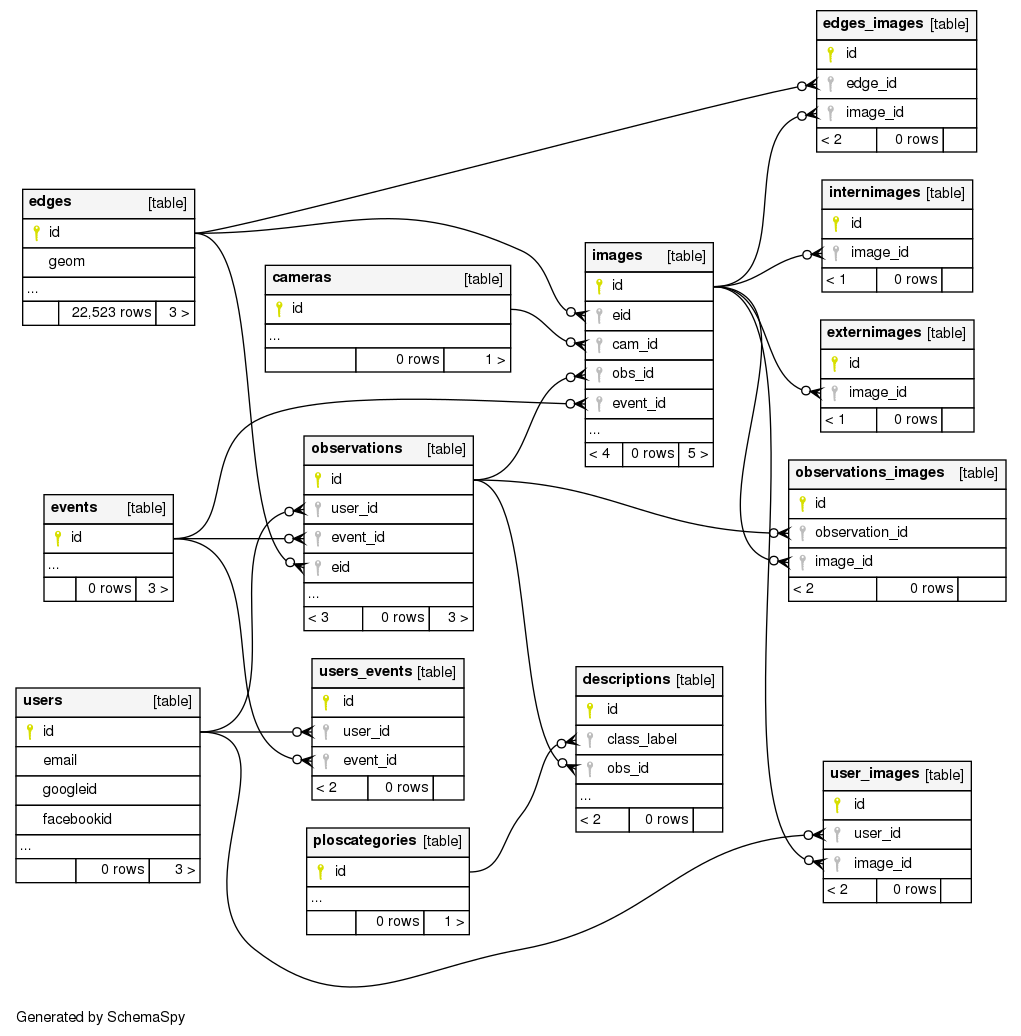 edges_images [table]
id
edge_id
image_id
< 2 0 rows
edges [table]
id
geom
...
22,523 rows 3 >
internimages [table]
id
image_id
< 1 0 rows
cameras [table]
id
...
0 rows 1 >
images [table]
id
eid
cam_id
obs_id
event_id
...
< 4 0 rows 5 >
externimages [table]
id
image_id
< 1 0 rows
observations [table]
id
user_id
event_id
eid
...
< 3 0 rows 3 >
observations_images [table]
id
observation_id
image_id
< 2 0 rows
events [table]
id
...
0 rows 3 >
users [table]
id
email
googleid
facebookid
...
0 rows 3 >
users_events [table]
id
user_id
event_id
< 2 0 rows
descriptions [table]
id
class_label
obs_id
...
< 2 0 rows
user_images [table]
id
user_id
image_id
< 2 0 rows
ploscategories [table]
id
...
0 rows 1 >
Generated by SchemaSpy